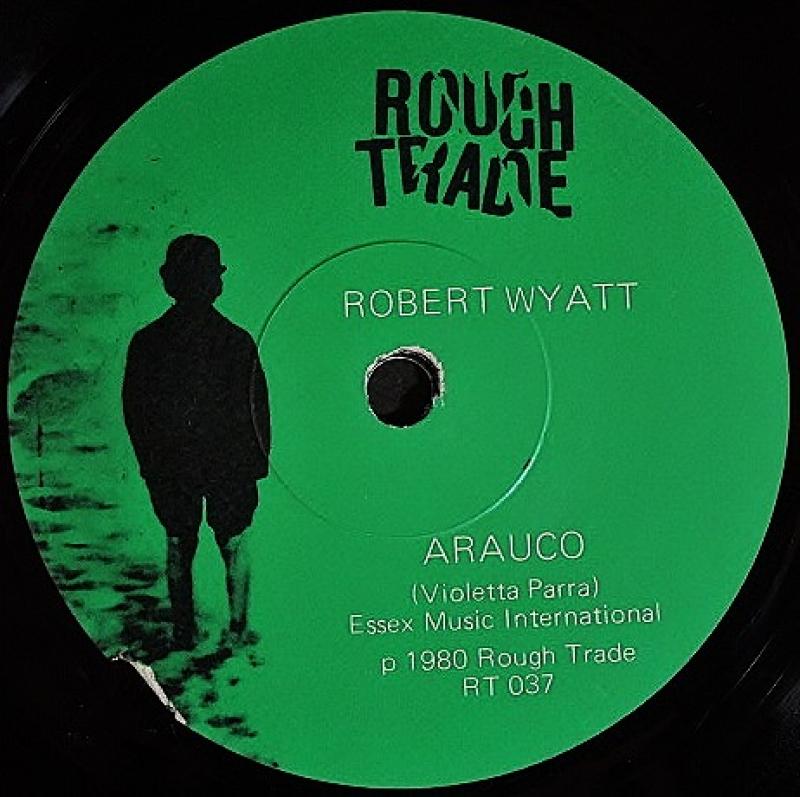 ROUGH
TRADE
ROBERT WYATT
ARAUCO
(Violetta Parra)
Essex Music International
p 1980 Rough Trade
RT 037